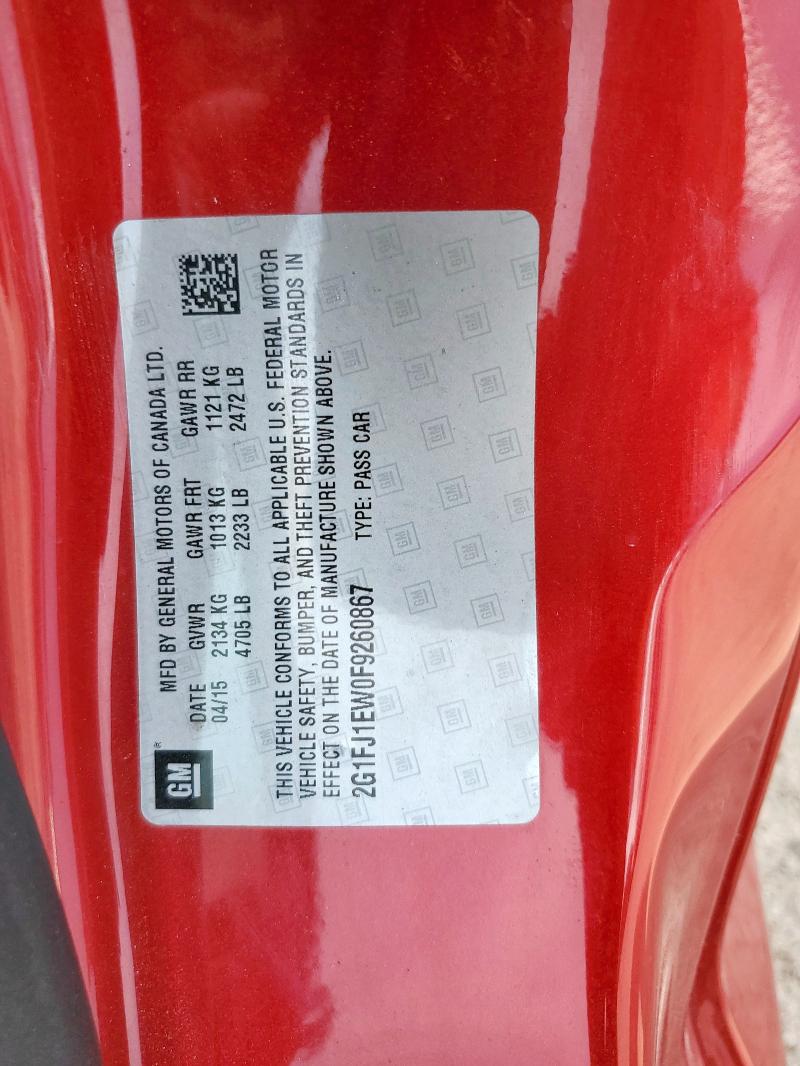 GM®
MFD BY GENERAL MOTORS OF CANADA LTD.
DATE GVWR GAWR FRT GAWR RR
04/15 2134 KG 1013 KG 1121 KG
4705 LB 2233 LB 2472 LB
THIS VEHICLE CONFORMS TO ALL APPLICABLE U.S. FEDERAL MOTOR
VEHICLE SAFETY, BUMPER, AND THEFT PREVENTION STANDARDS IN
EFFECT ON THE DATE OF MANUFACTURE SHOWN ABOVE.
2G1FJ1EW0F9260867 TYPE: PASS CAR